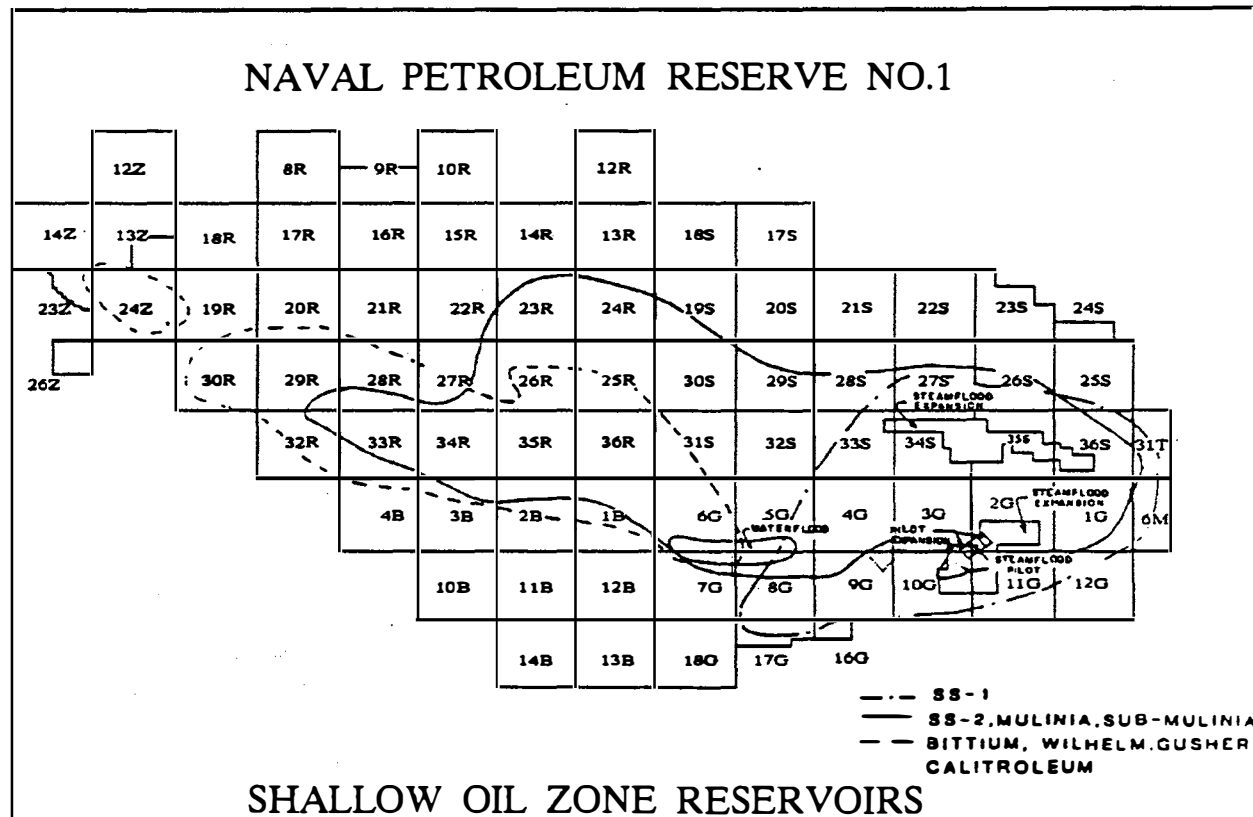 NAVAL PETROLEUM RESERVE NO.1
12Z 8R 9R 10R 12R
14Z 13Z 18R 17R 16R 15R 14R 13R 18S 17S
23Z 24Z 19R 20R 21R 22R 23R 24R 19S 20S 21S 22S 23S 24S
26Z 30R 29R 28R 27R 26R 25R 30S 29S 28S 27S 26S 25S
STEAMFLOOD
EXPANSION
32R 33R 34R 35R 36R 31S 32S 33S 34S 35S 36S 31T
4B 3B 2B 1B 6G 5G 4G 3G 2G 1G 6M
STEAMFLOOD
EXPANSION
WATERFLOOD
PILOT
EXPANSION
STEAMFLOOD
PILOT
10B 11B 12B 7G 8G 9G 10G 11G 12G
14B 13B 18G 17G 16G
SS-1
SS-2,MULINIA,SUB-MULINIA
BITTIUM, WILHELM.GUSHER
CALITROLEUM
SHALLOW OIL ZONE RESERVOIRS